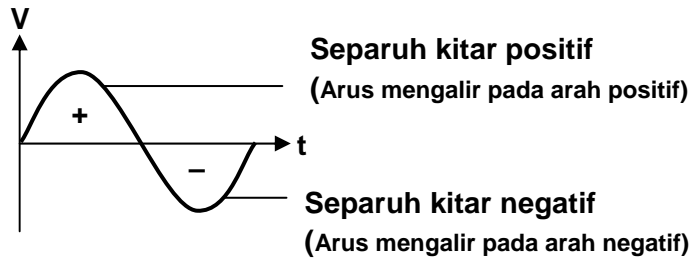 V
Separuh kitar positif
(Arus mengalir pada arah positif)
+
t
–
Separuh kitar negatif
(Arus mengalir pada arah negatif)